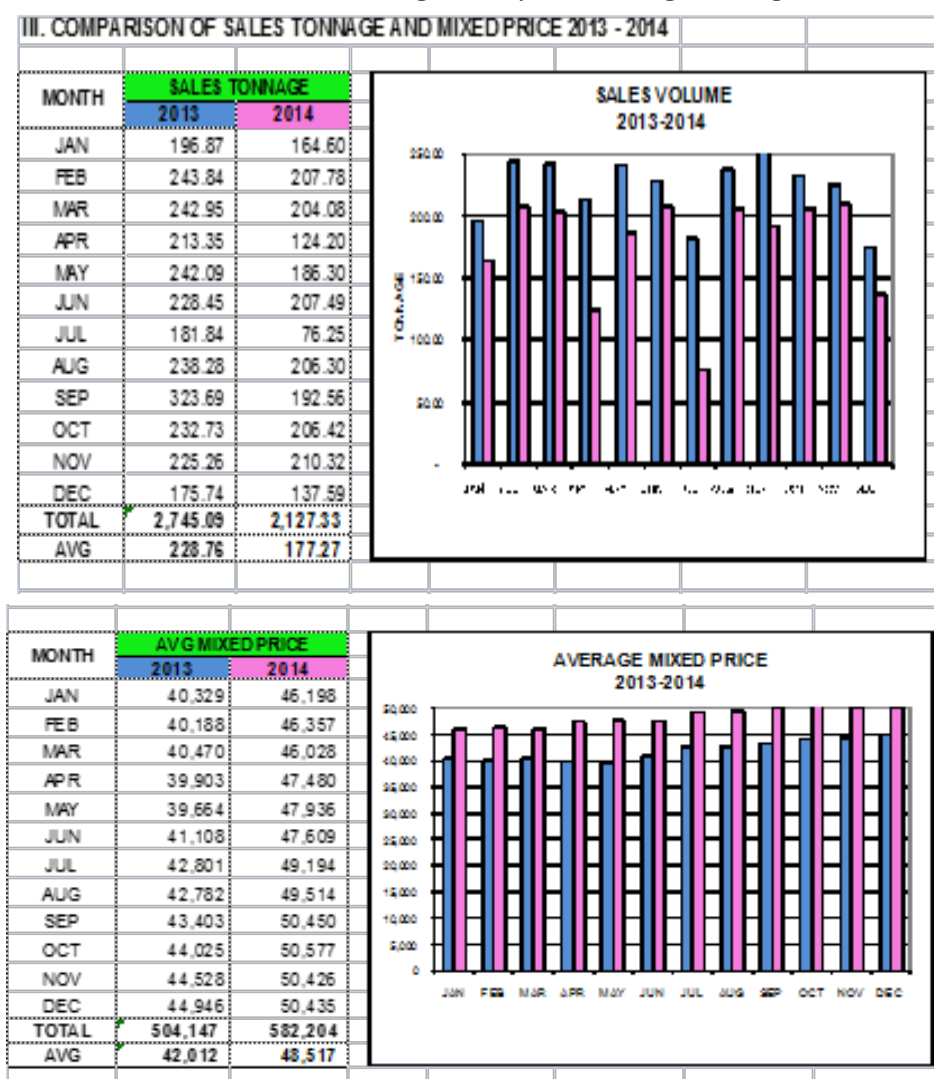 III. COMPARISON OF SALES TONNAGE AND MIXED PRICE 2013 - 2014
MONTH SALES TONNAGE
2013 2014
JAN 196.87 164.60
FEB 243.84 207.78
MAR 242.95 204.08
APR 213.35 124.20
MAY 242.09 186.30
JUN 228.45 207.49
JUL 181.84 76.25
AUG 238.28 206.30
SEP 323.69 192.56
OCT 232.73 206.42
NOV 225.26 210.32
DEC 175.74 137.59
TOTAL 2,745.09 2,127.33
AVG 228.76 177.27
SALES VOLUME
2013-2014
TONNAGE
250.00
200.00
150.00
100.00
50.00
-
JAN
MONTH AVG MIXED PRICE
2013 2014
JAN 40,329 46,198
FEB 40,188 46,357
MAR 40,470 46,028
APR 39,903 47,480
MAY 39,664 47,936
JUN 41,108 47,609
JUL 42,801 49,194
AUG 42,782 49,514
SEP 43,403 50,450
OCT 44,025 50,577
NOV 44,528 50,426
DEC 44,946 50,435
TOTAL 504,147 582,204
AVG 42,012 48,517
AVERAGE MIXED PRICE
2013-2014
50,000
45,000
40,000
35,000
30,000
25,000
20,000
15,000
10,000
5,000
0
JAN FEB MAR APR MAY JUN JUL AUG SEP OCT NOV DEC